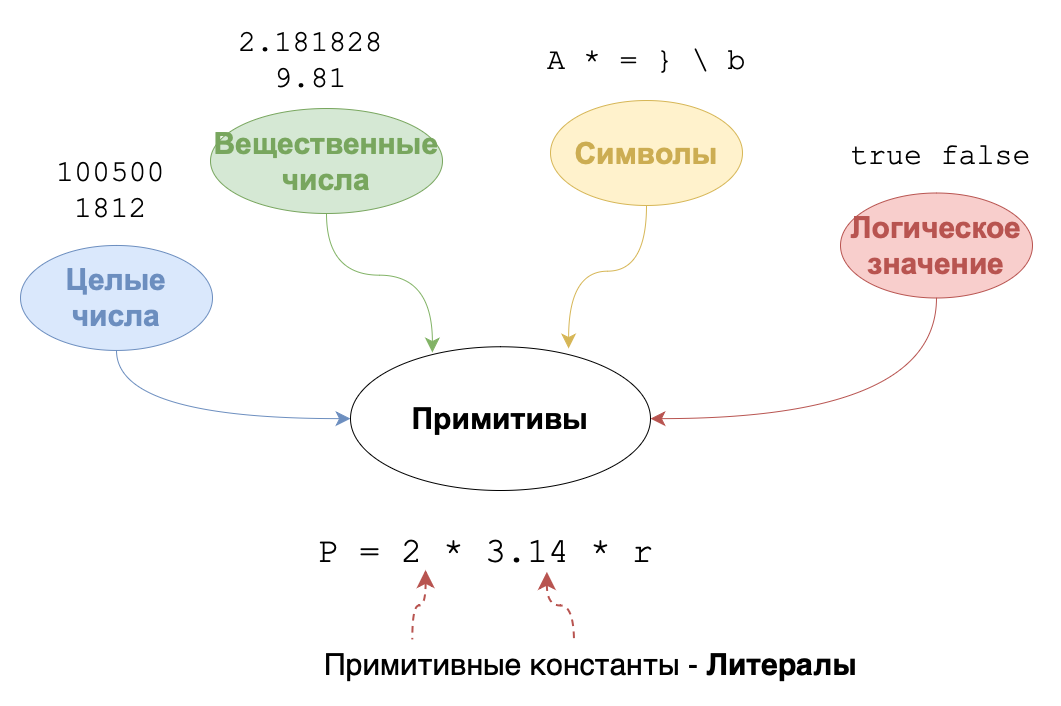 2.181828
9.81
A * = } \ b
Вещественные
числа
Символы
true false
100500
1812
Логическое
значение
Целые
числа
Примитивы
P = 2 * 3.14 * r
Примитивные константы - Литералы